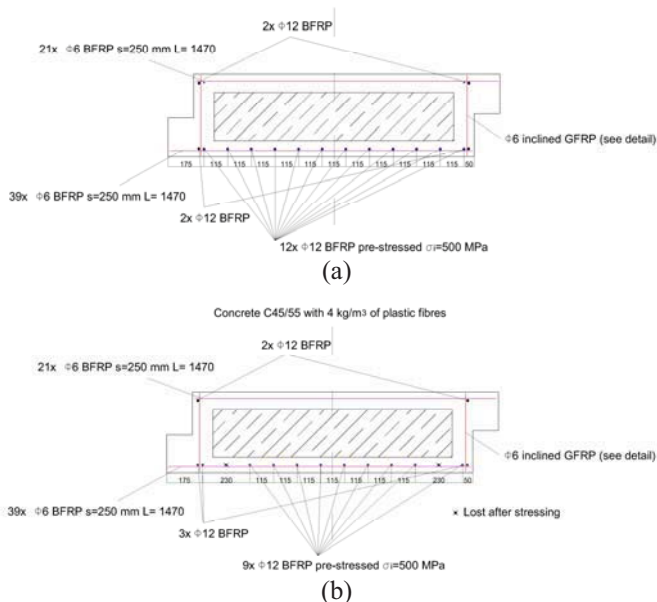 2x Φ12 BFRP
21x Φ6 BFRP s=250 mm L= 1470
Φ6 inclined GFRP (see detail)
175 115 115 115 115 115 115 115 115 115 115 115 50
39x Φ6 BFRP s=250 mm L= 1470
2x Φ12 BFRP
12x Φ12 BFRP pre-stressed σi=500 MPa
(a)
Concrete C45/55 with 4 kg/m3 of plastic fibres
2x Φ12 BFRP
21x Φ6 BFRP s=250 mm L= 1470
Φ6 inclined GFRP (see detail)
175 230 115 115 115 115 115 115 115 230 50
39x Φ6 BFRP s=250 mm L= 1470
× Lost after stressing
3x Φ12 BFRP
9x Φ12 BFRP pre-stressed σi=500 MPa
(b)